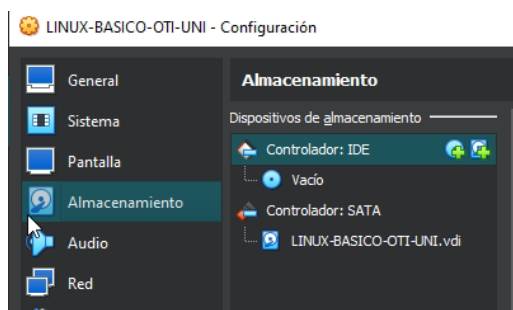 LINUX-BASICO-OTI-UNI - Configuración
General
Sistema
Pantalla
Almacenamiento
Audio
Red
Almacenamiento
Dispositivos de almacenamiento
Controlador: IDE
Vacío
Controlador: SATA
LINUX-BASICO-OTI-UNI.vdi